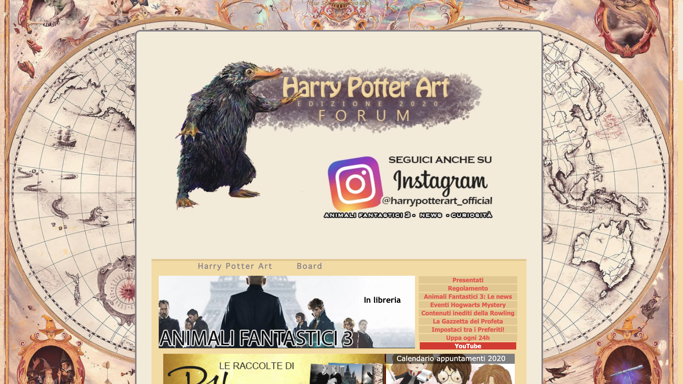 Harry Potter Art
EDIZIONE 2020
FORUM
SEGUICI ANCHE SU
Instagram
@harrypotterart_official
ANIMALI FANTASTICI 3 • NEWS • CURIOSITÀ
Harry Potter Art
Board
In libreria
ANIMALI FANTASTICI 3
Presentati
Regolamento
Animali Fantastici 3: Le news
Eventi Hogwarts Mystery
Contenuti inediti della Rowling
La Gazzetta del Profeta
Impostaci tra i Preferiti!
Uppa ogni 24h
YouTube
LE RACCOLTE DI
Calendario appuntamenti 2020